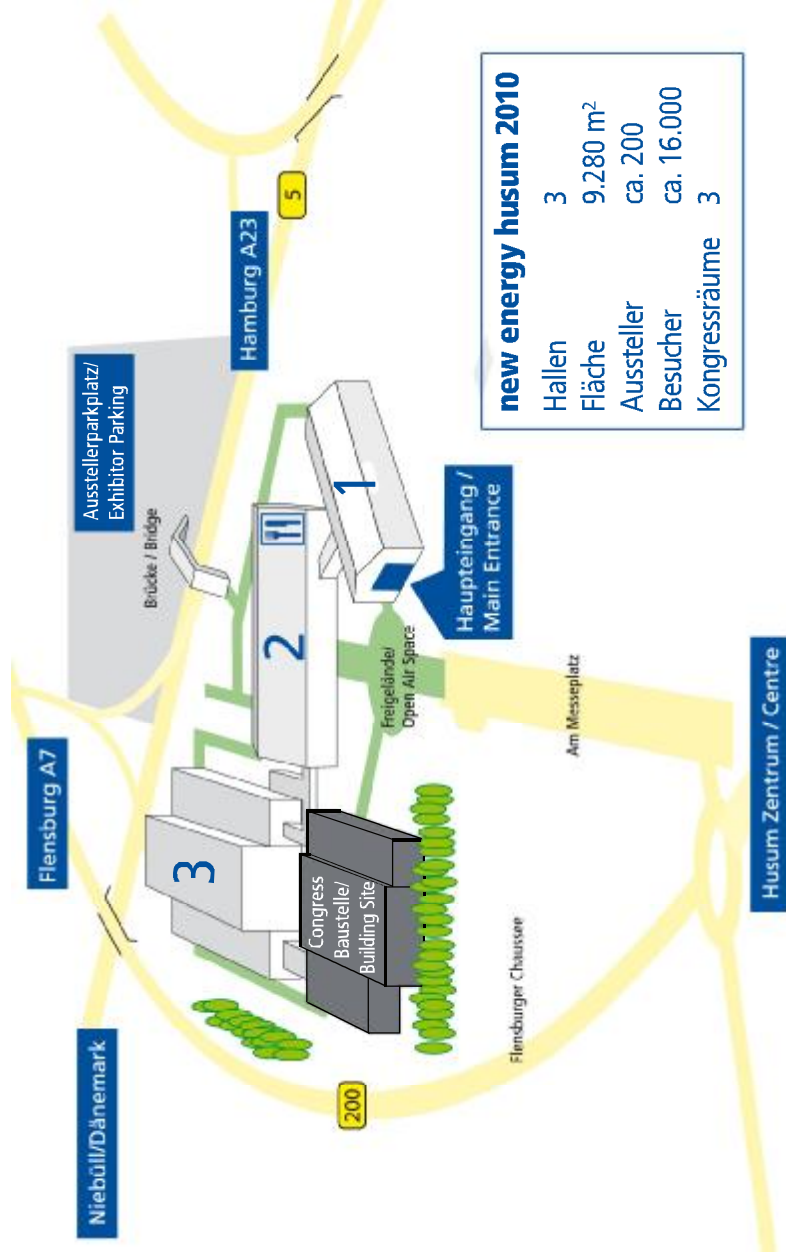 Niebüll/Dänemark
Flensburg A7
Ausstellerparkplatz/
Exhibitor Parking
Hamburg A23
5
Brücke / Bridge
200
3
2
1
Congress
Baustelle/
Building Site
Freigelände/
Open Air Space
Haupteingang /
Main Entrance
Flensburger Chaussee
Am Messeplatz
Husum Zentrum / Centre
new energy husum 2010
Hallen 3
Fläche 9.280 m²
Aussteller ca. 200
Besucher ca. 16.000
Kongressräume 3